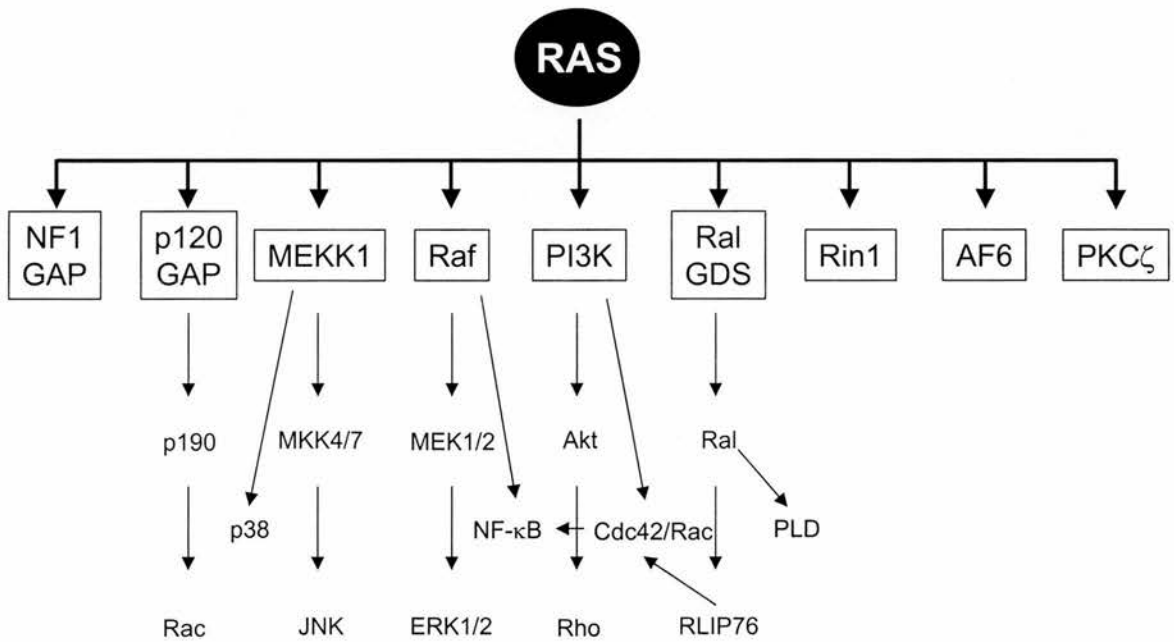 RAS
NF1
GAP
p120
GAP
MEKK1
Raf
PI3K
Ral
GDS
Rin1
AF6
PKCζ
p190
MKK4/7
MEK1/2
Akt
Ral
p38
NF-κB
Cdc42/Rac
PLD
Rac
JNK
ERK1/2
Rho
RLIP76